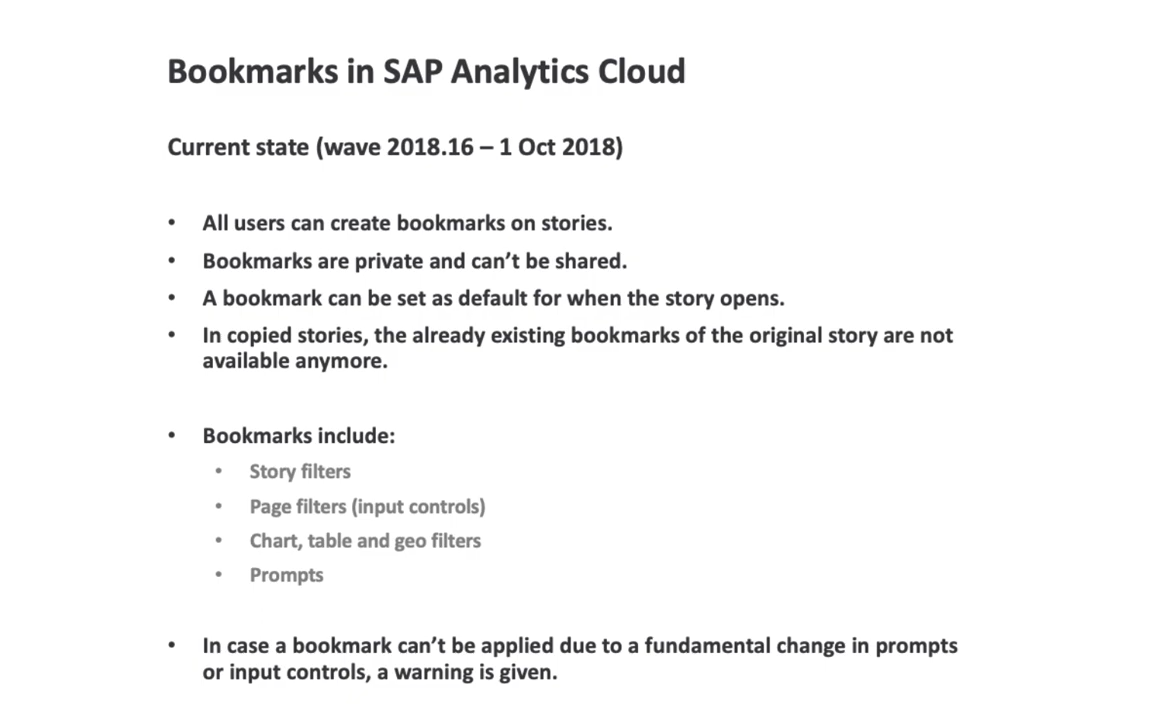 Bookmarks in SAP Analytics Cloud
Current state (wave 2018.16 – 1 Oct 2018)
• All users can create bookmarks on stories.
• Bookmarks are private and can’t be shared.
• A bookmark can be set as default for when the story opens.
• In copied stories, the already existing bookmarks of the original story are not
available anymore.
• Bookmarks include:
• Story filters
• Page filters (input controls)
• Chart, table and geo filters
• Prompts
• In case a bookmark can’t be applied due to a fundamental change in prompts
or input controls, a warning is given.